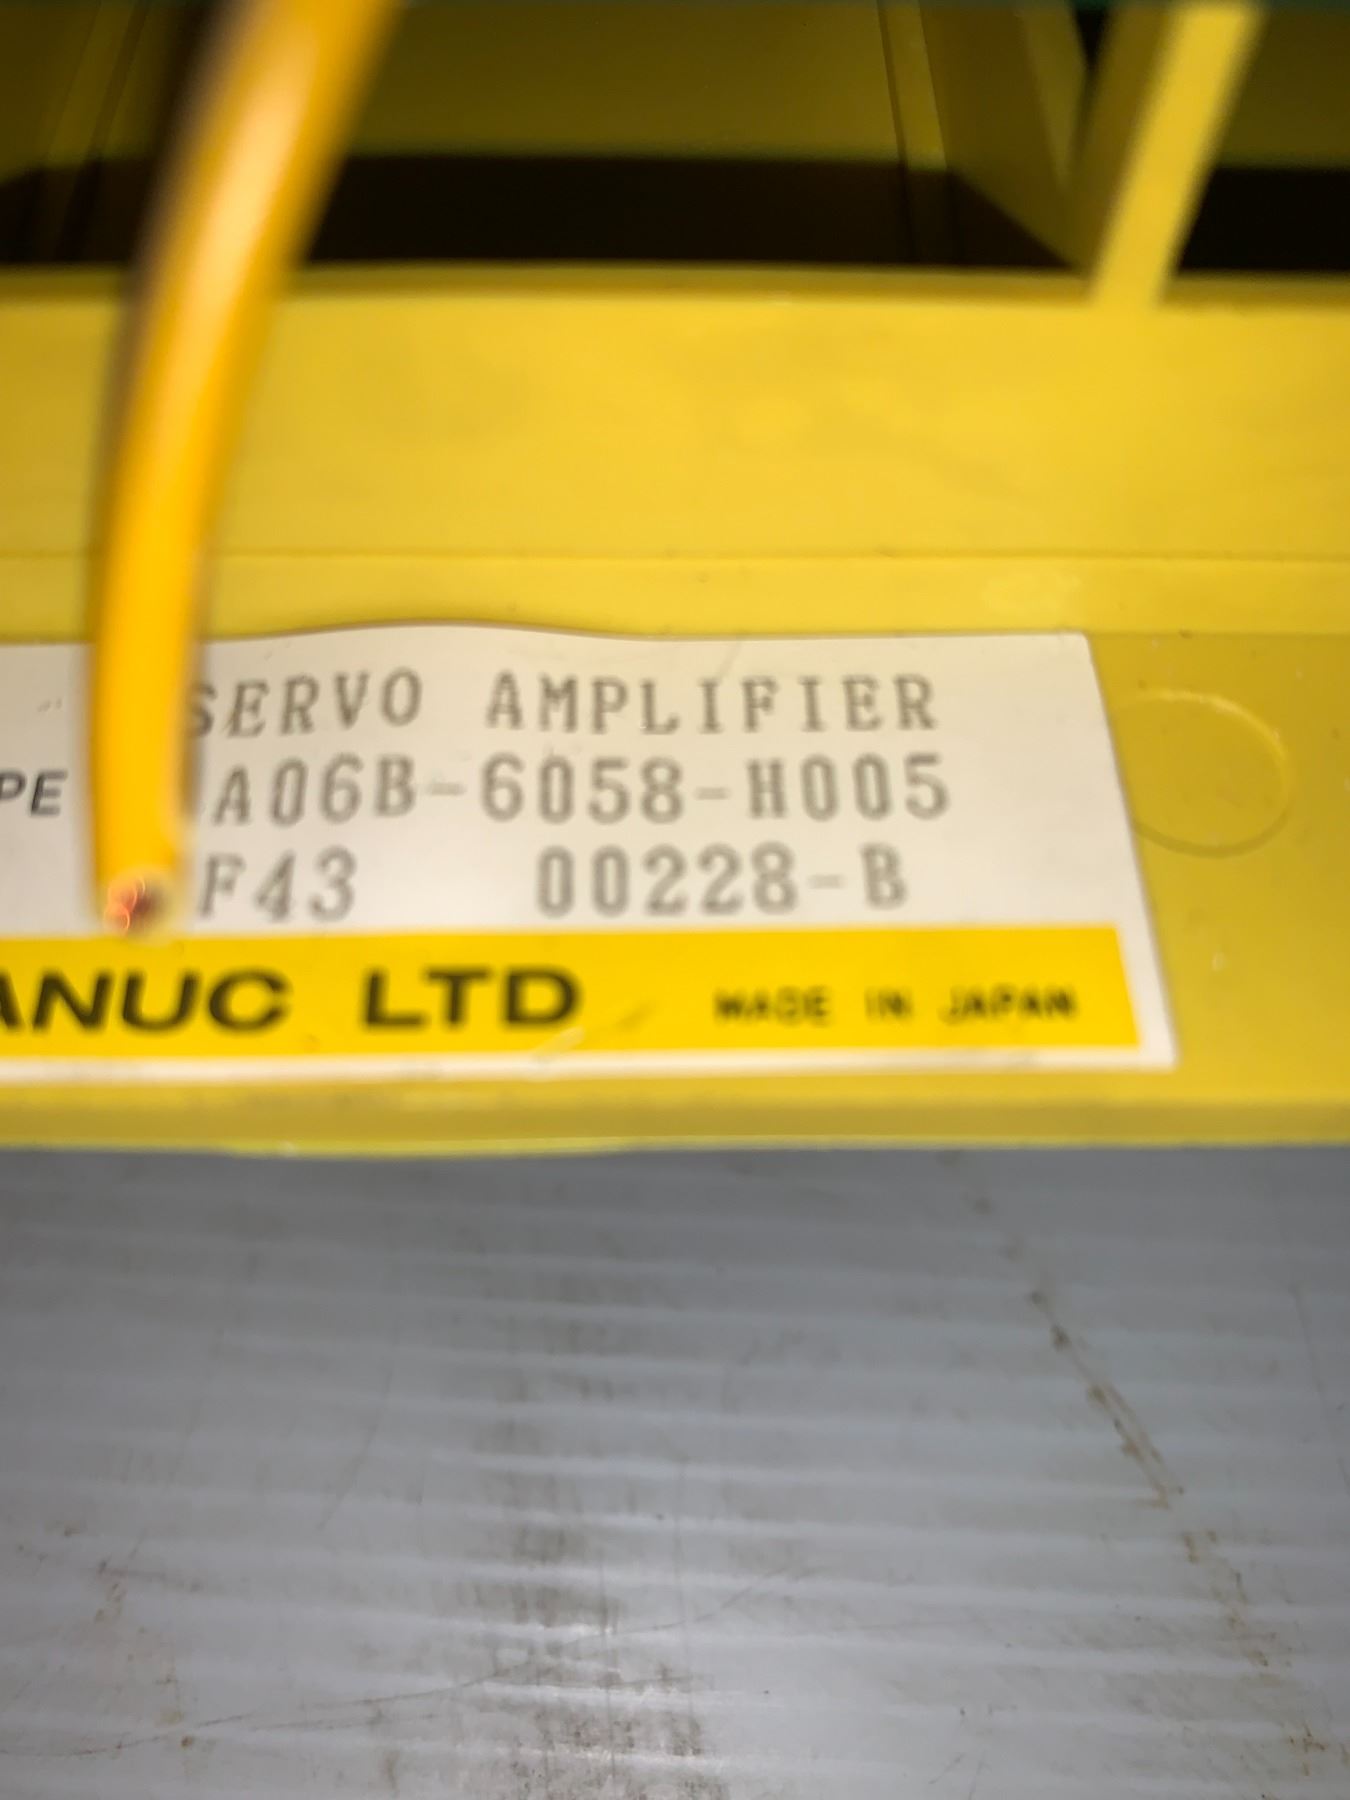 SERVO AMPLIFIER
PE A06B-6058-H005
F43 00228-B
ANUC LTD MADE IN JAPAN